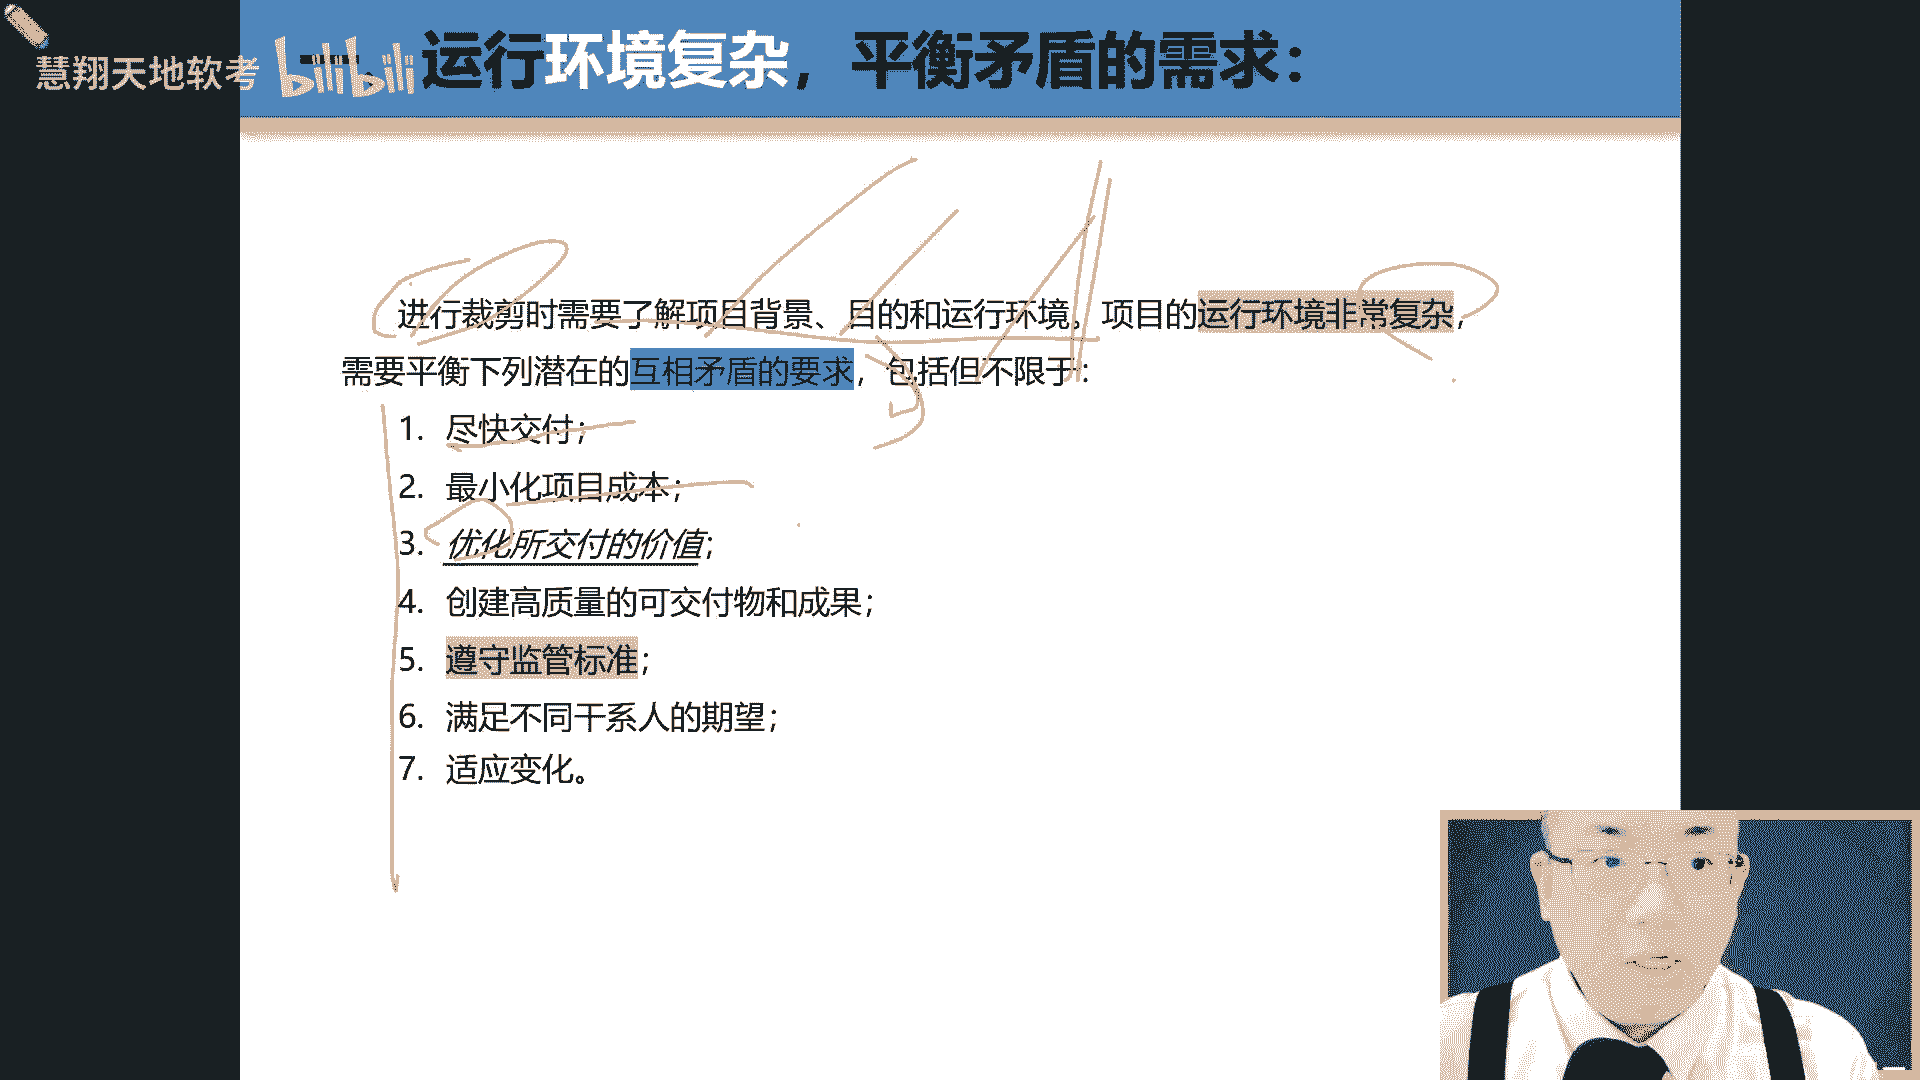 慧翔天地软考
bilibili
运行环境复杂，平衡矛盾的需求：
进行裁剪时需要了解项目背景、目的和运行环境。项目的运行环境非常复杂，
需要平衡下列潜在的互相矛盾的要求，包括但不限于：
1. 尽快交付；
2. 最小化项目成本；
3. 优化所交付的价值；
4. 创建高质量的可交付物和成果；
5. 遵守监管标准；
6. 满足不同干系人的期望；
7. 适应变化。